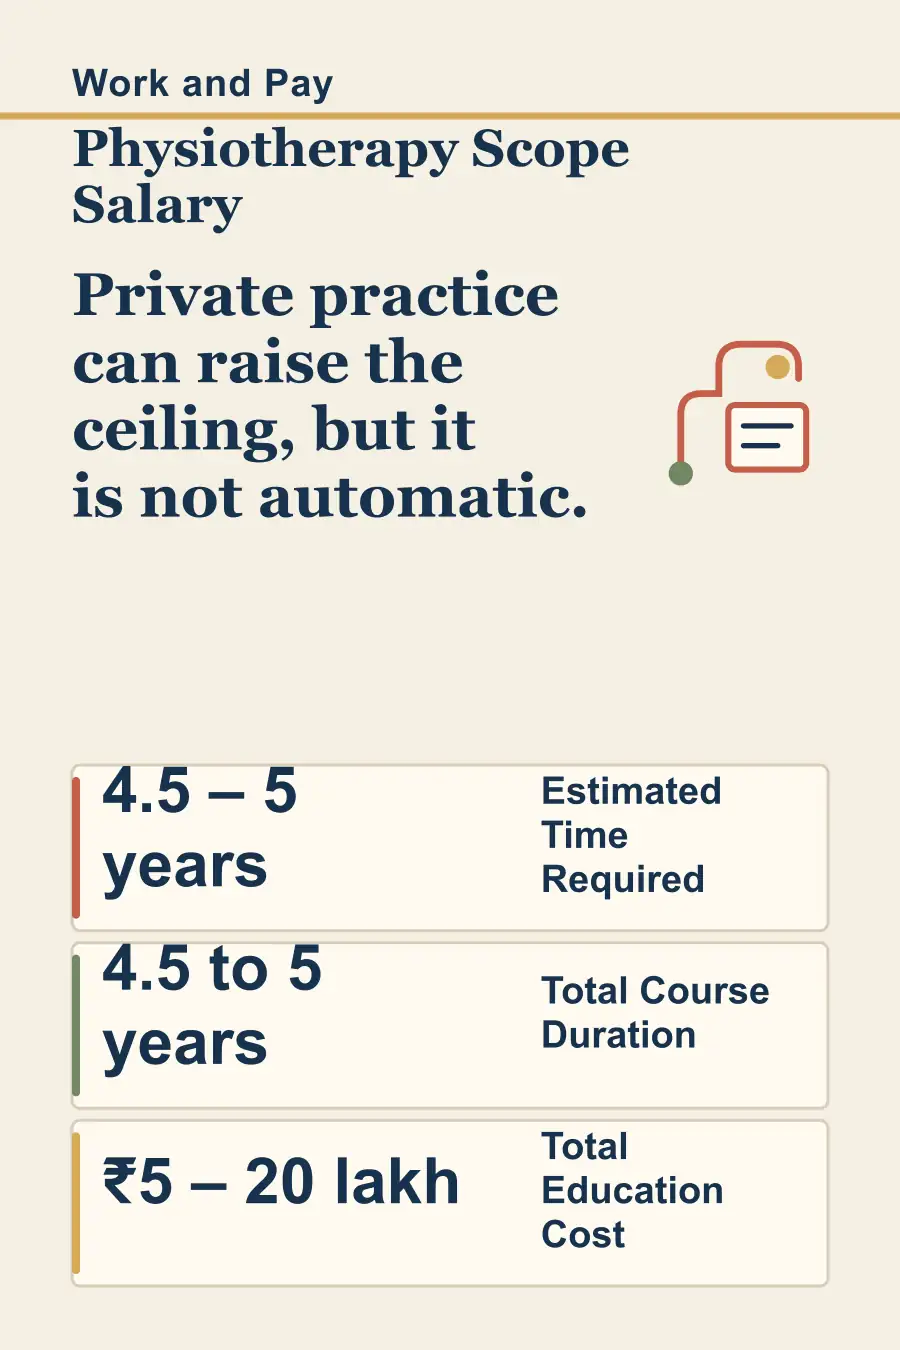 Work and Pay
Physiotherapy Scope
Salary
Private practice
can raise the
ceiling, but it
is not automatic.
4.5 – 5
years
Estimated
Time
Required
4.5 to 5
years
Total Course
Duration
₹5 – 20 lakh
Total
Education
Cost